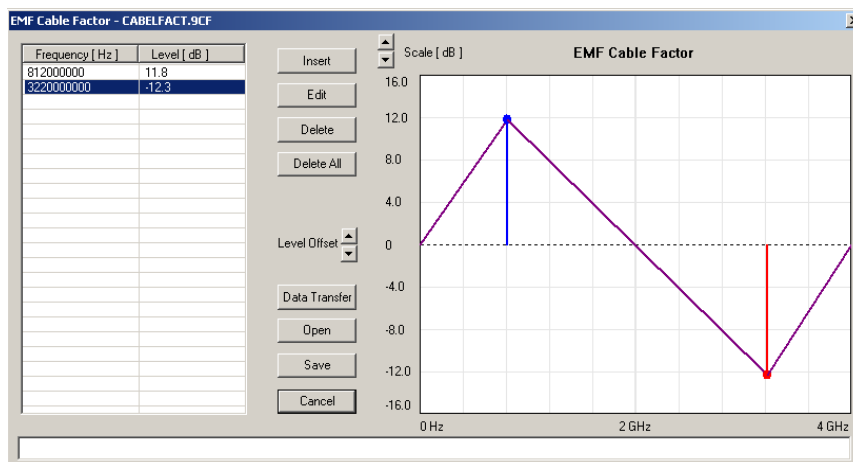 EMF Cable Factor - CABELFACT.9CF
Frequency [ Hz ] Level [ dB ]
812000000 11.8
3220000000 -12.3
Insert
Edit
Delete
Delete All
Level Offset
Data Transfer
Open
Save
Cancel
Scale [ dB ]
EMF Cable Factor
16.0
12.0
8.0
4.0
0
-4.0
-8.0
-12.0
-16.0
0 Hz 2 GHz 4 GHz